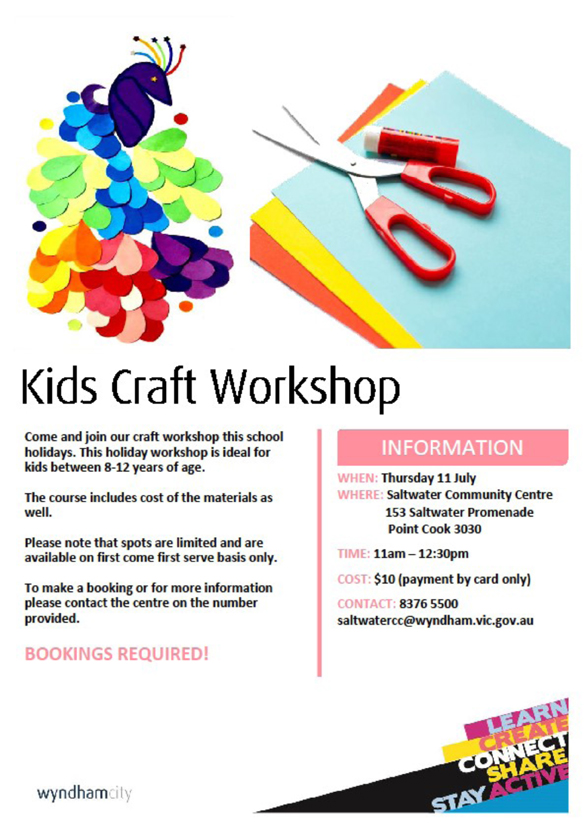 Kids Craft Workshop
Come and join our craft workshop this school
holidays. This holiday workshop is ideal for
kids between 8-12 years of age.
The course includes cost of the materials as
well.
Please note that spots are limited and are
available on first come first serve basis only.
To make a booking or for more information
please contact the centre on the number
provided.
BOOKINGS REQUIRED!
INFORMATION
WHEN: Thursday 11 July
WHERE: Saltwater Community Centre
153 Saltwater Promenade
Point Cook 3030
TIME: 11am – 12:30pm
COST: $10 (payment by card only)
CONTACT: 8376 5500
saltwatercc@wyndham.vic.gov.au
LEARN
CREATE
CONNECT
SHARE
STAY ACTIVE
wyndhamcity